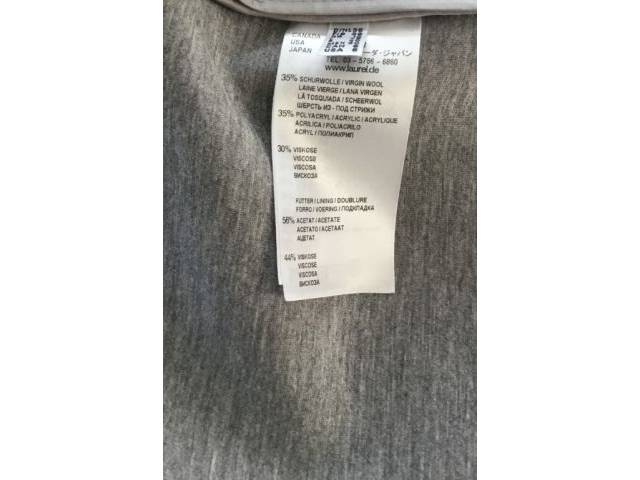 CANADA
USA
JAPAN
ーダ・ジャパン
TEL. 03 - 5766 - 6860
www.laurel.de
35% SCHURWOLLE / VIRGIN WOOL
LAINE VIERGE / LANA VIRGEN
LÃ TOSQUIADA / SCHEERWOL
ШЕРСТЬ ИЗ - ПОД СТРИЖИ
35% POLYACRYL / ACRYLIC / ACRYLIQUE
ACRILICA / POLIACRILO
ACRYL / ПОЛИАКРИЛ
30% VISKOSE
VISCOSE
VISCOSA
ВИСКОЗА
FUTTER / LINING / DOUBLURE
FORRO / VOERING / ПОДКЛАДКА
56% ACETAT / ACETATE
ACETATO / ACETAAT
АЦЕТАТ
44% VISKOSE
VISCOSE
VISCOSA
ВИСКОЗА